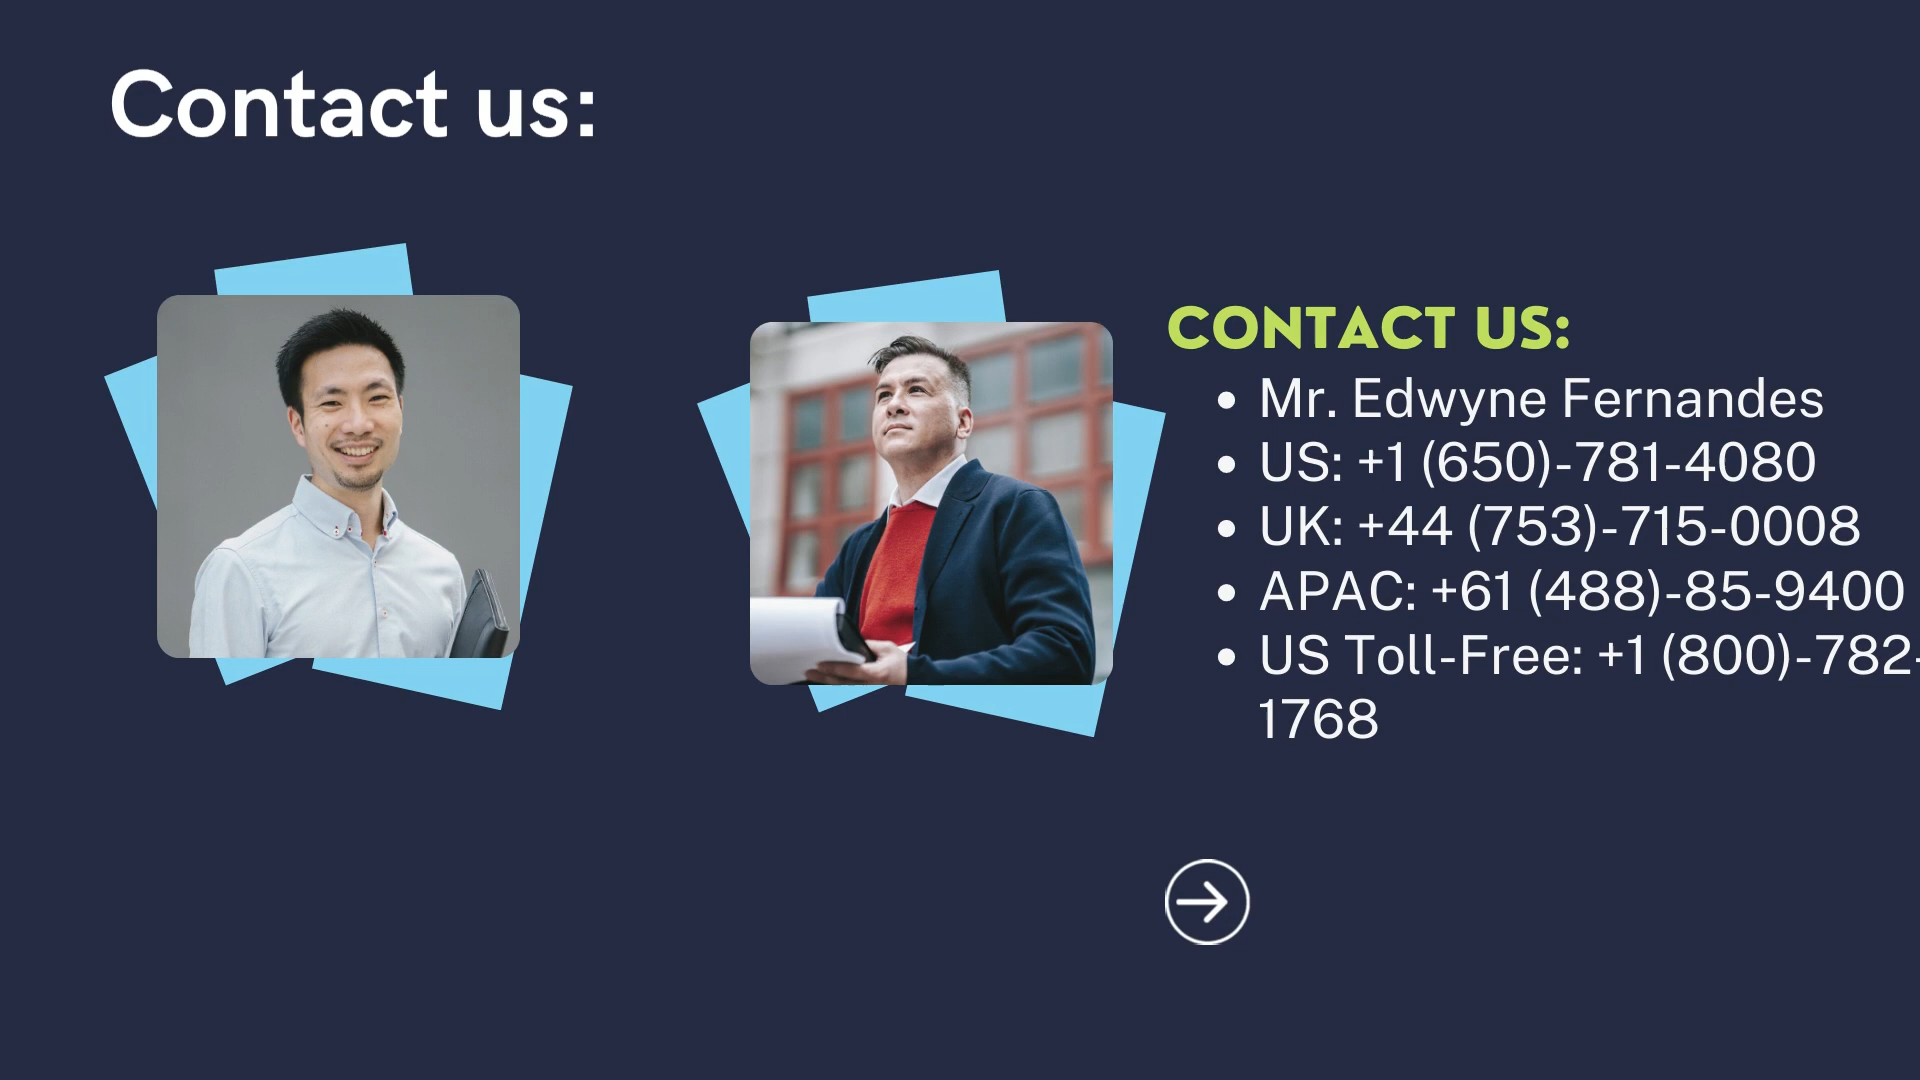 Contact us:
CONTACT US:
• Mr. Edwyne Fernandes
• US: +1 (650)-781-4080
• UK: +44 (753)-715-0008
• APAC: +61 (488)-85-9400
• US Toll-Free: +1 (800)-782-
1768